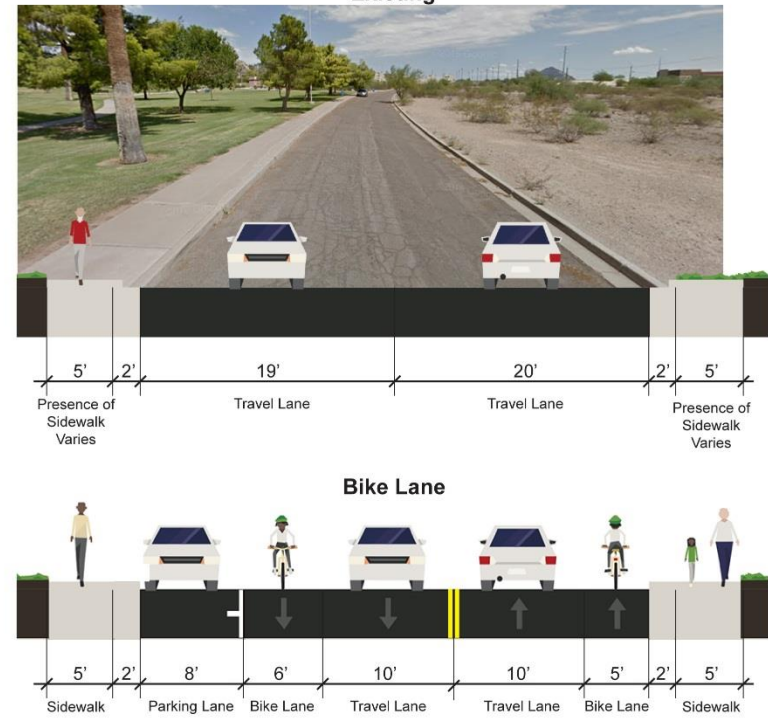 5' 2' 19' 20' 2' 5'
Presence of Sidewalk Varies
Travel Lane
Travel Lane
Presence of Sidewalk Varies
Bike Lane
5' 2' 8' 6' 10' 10' 5' 2' 5'
Sidewalk Parking Lane Bike Lane Travel Lane Travel Lane Bike Lane Sidewalk